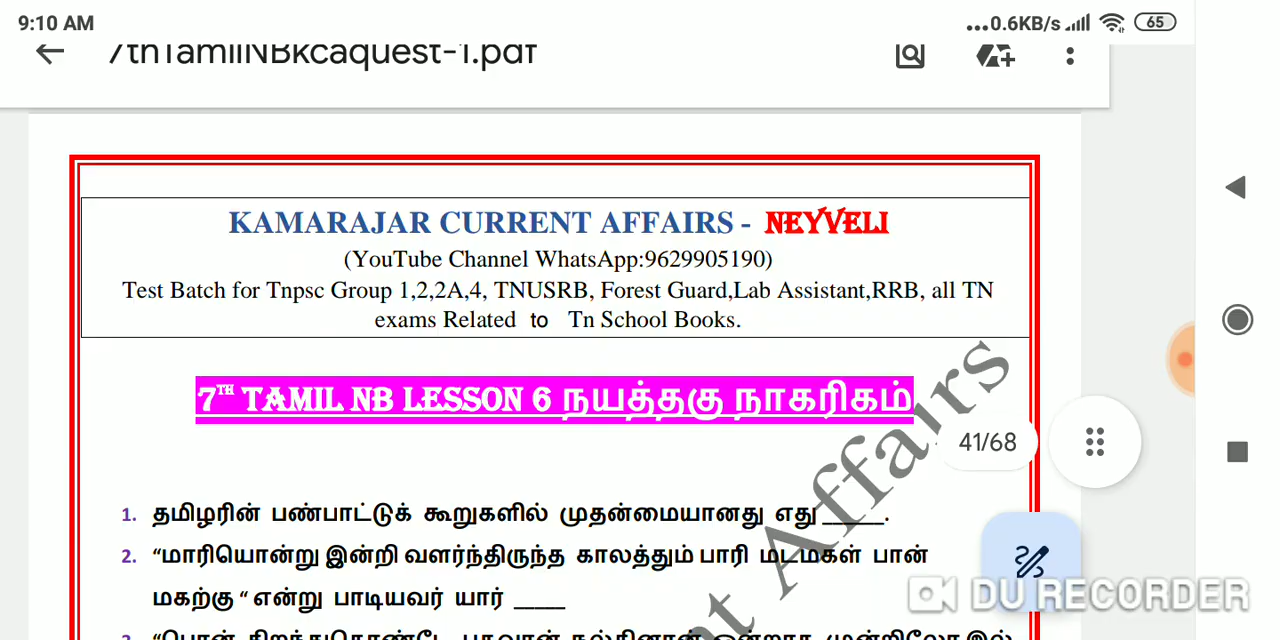 9:10 AM ...0.6KB/s 65
7thTamilNBkcaquest-1.pdf
KAMARAJAR CURRENT AFFAIRS - NEYVELI
(YouTube Channel WhatsApp:9629905190)
Test Batch for Tnpsc Group 1,2,2A,4, TNUSRB, Forest Guard,Lab Assistant,RRB, all TN
exams Related to Tn School Books.
7TH TAMIL NB LESSON 6 நயத்தகு நாகரிகம்
41/68
1. தமிழரின் பண்பாட்டுக் கூறுகளில் முதன்மையானது எது _____.
2. “மாரியொன்று இன்றி வளர்ந்திருந்த காலத்தும் பாரி மடமகள் பான்
மகற்கு “ என்று பாடியவர் யார் _____
Affairs
DU RECORDER